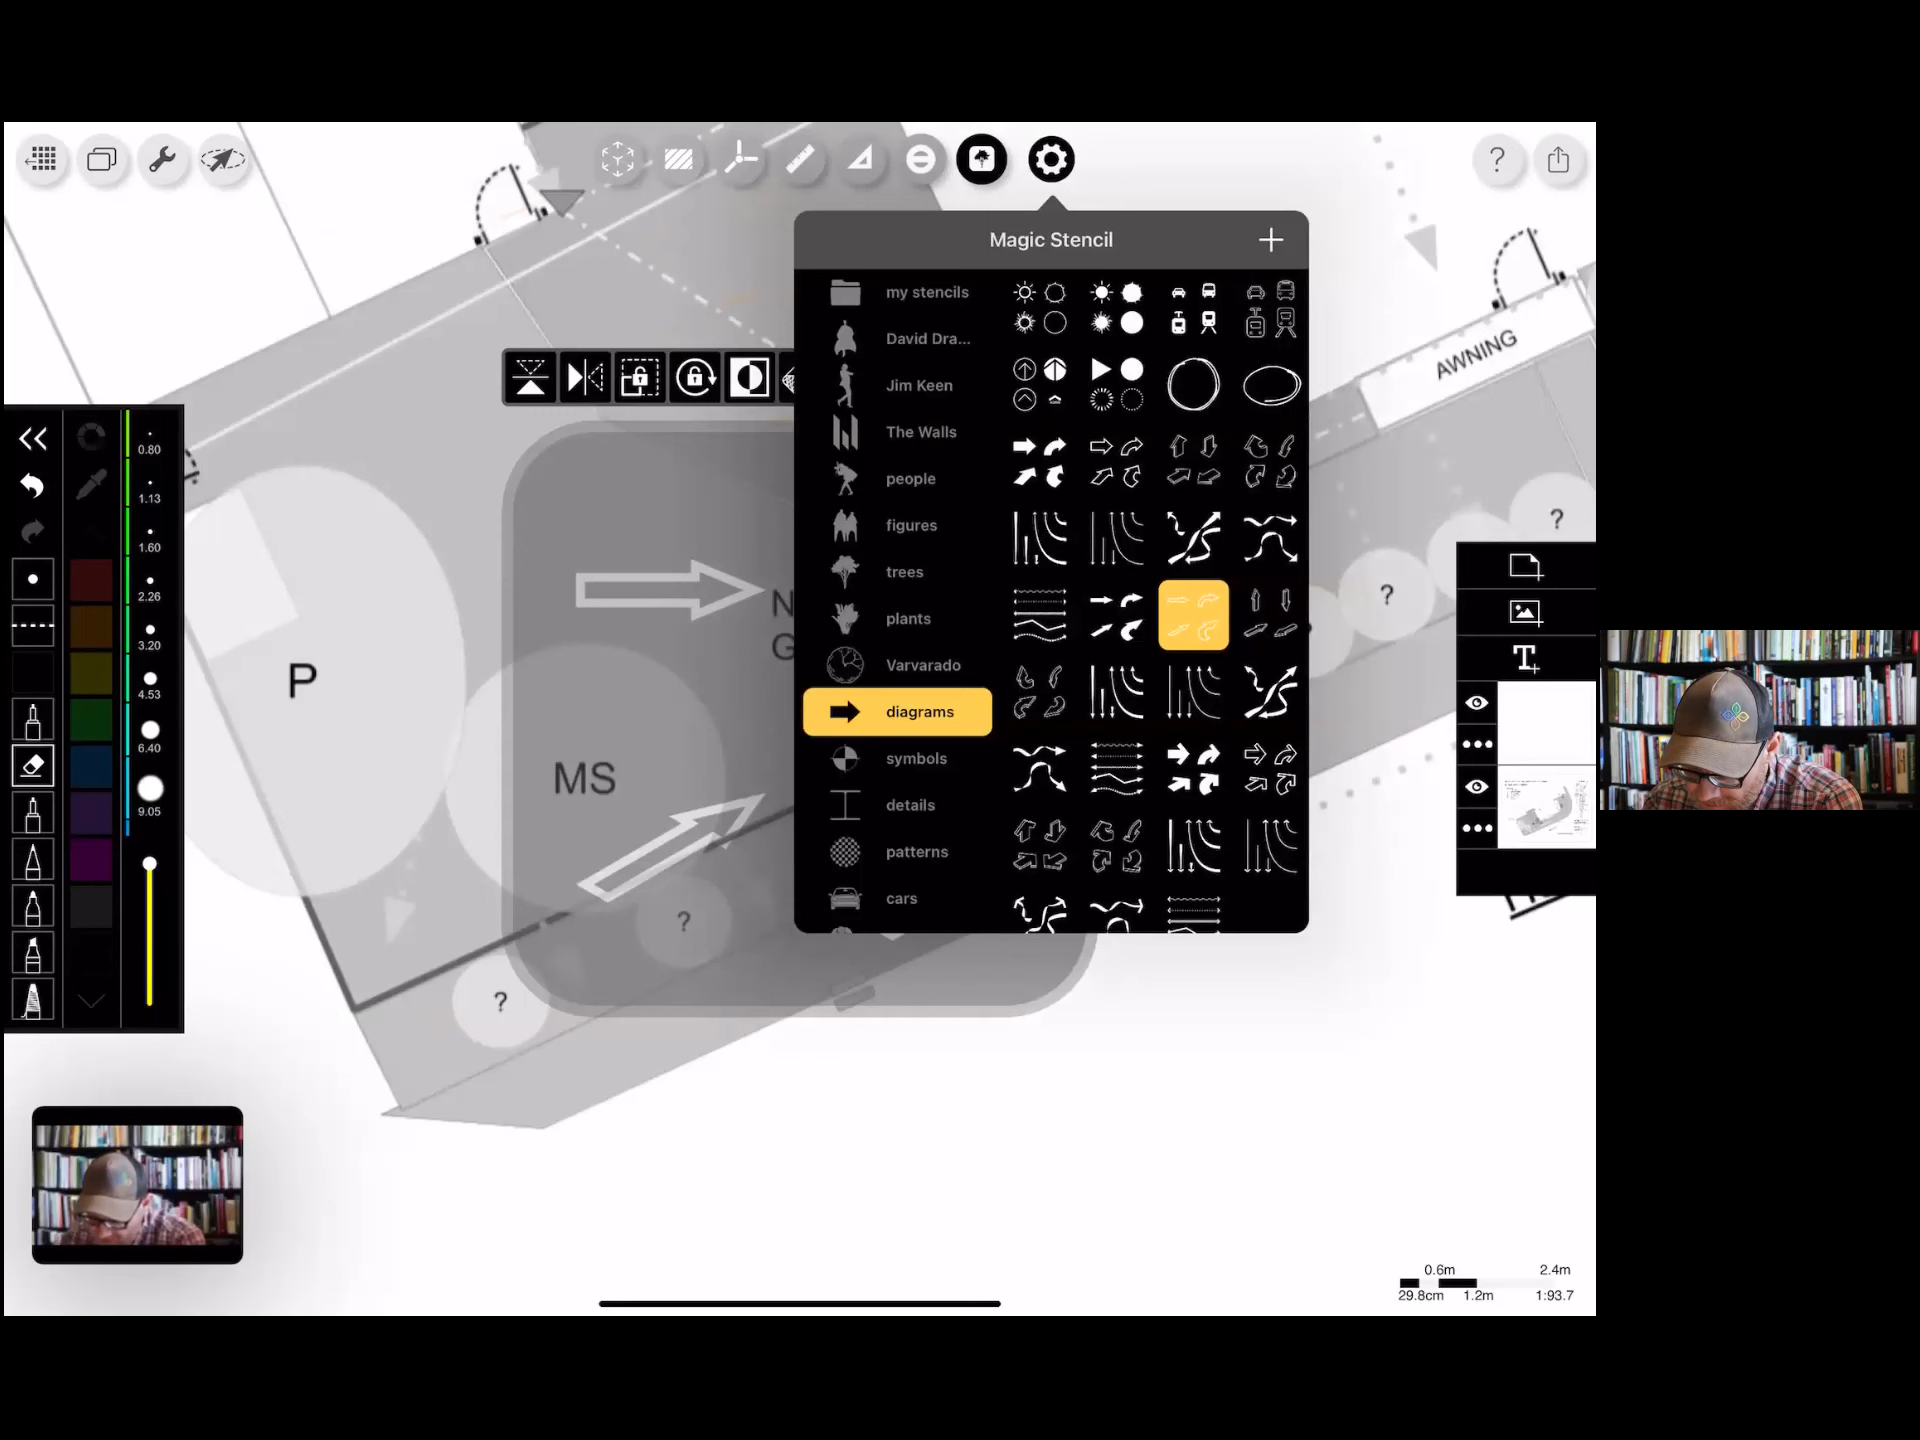 ?
Magic Stencil
my stencils
David Dra...
Jim Keen
The Walls
people
figures
trees
plants
Varvarado
diagrams
symbols
details
patterns
cars
AWNING
0.80
1.13
1.60
2.26
3.20
4.53
6.40
9.05
P
MS
N
G
?
?
?
?
T
0.6m 2.4m
29.8cm 1.2m 1:93.7